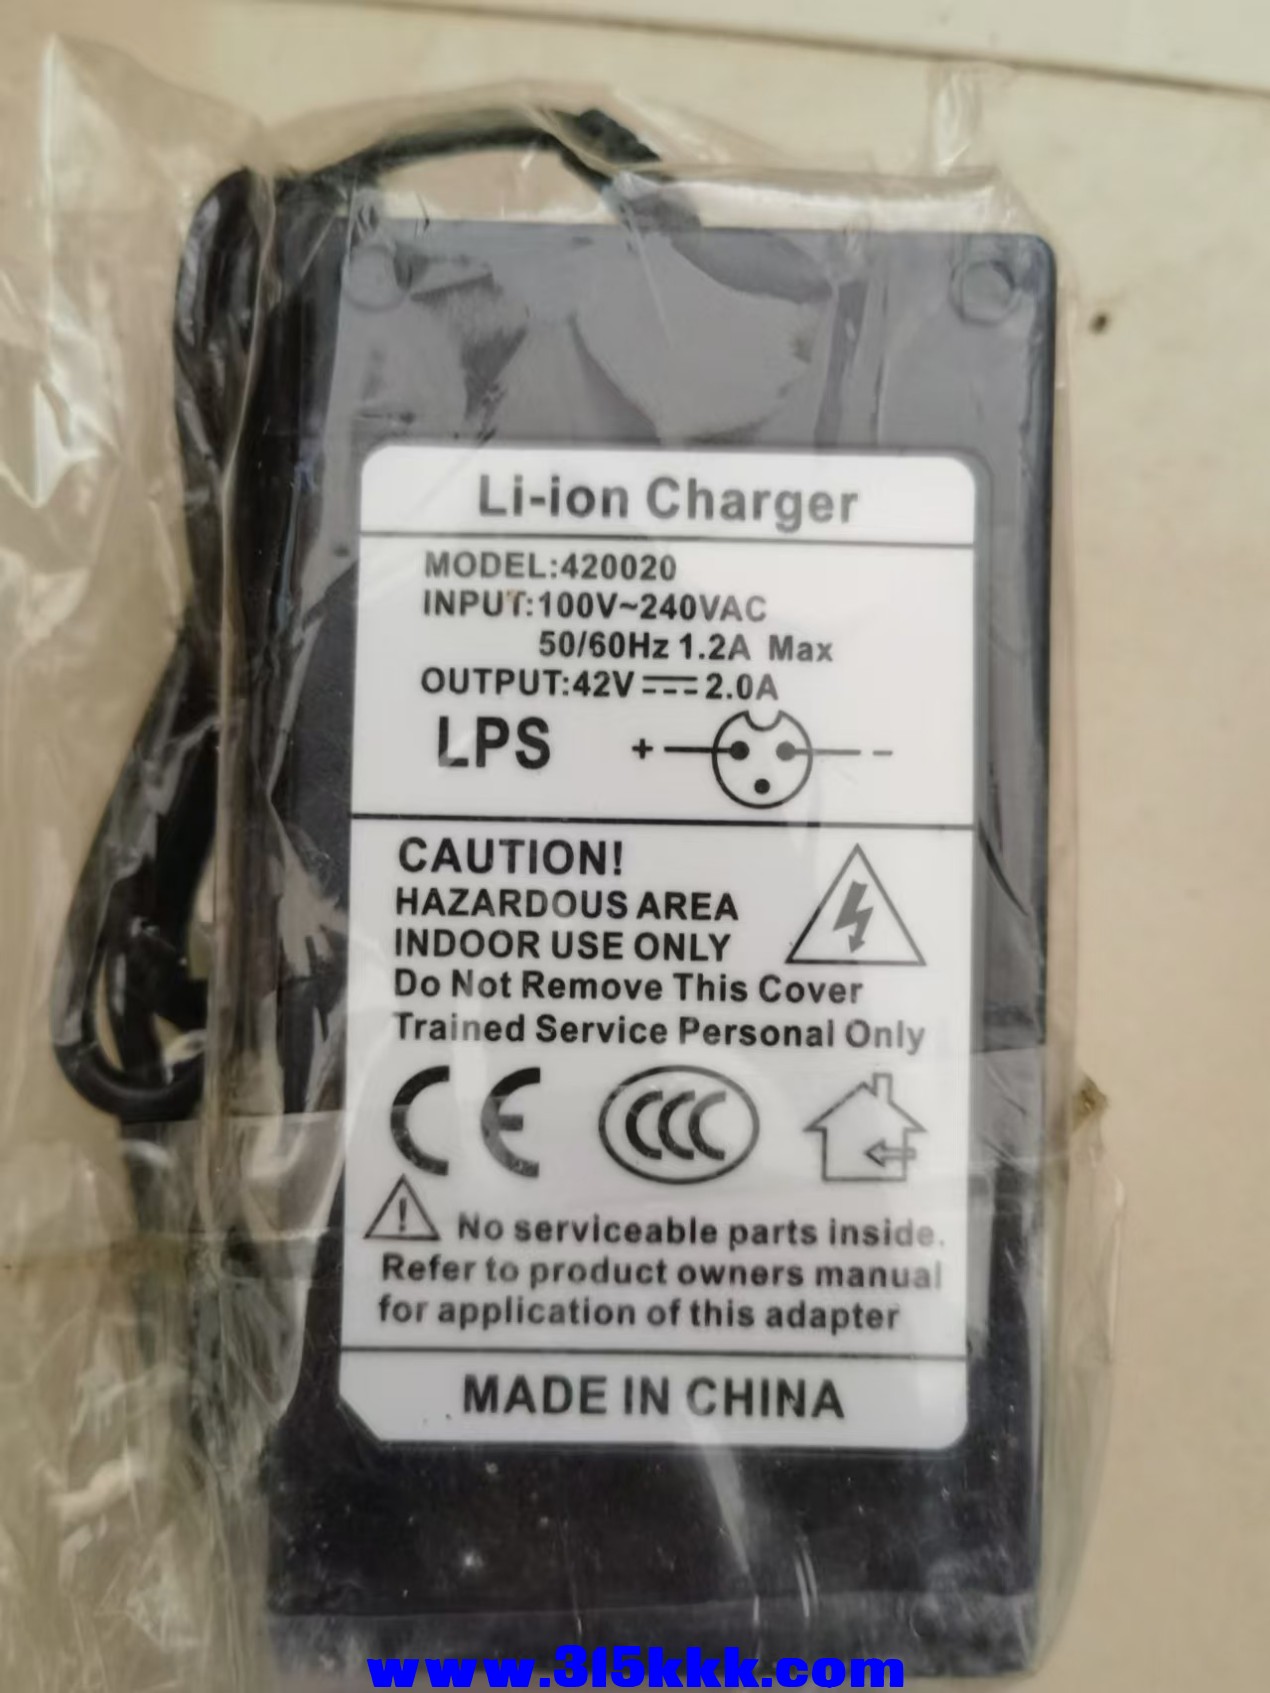 Li-ion Charger
MODEL:420020
INPUT:100V~240VAC
50/60Hz 1.2A Max
OUTPUT:42V⎓2.0A
LPS + -
CAUTION!
HAZARDOUS AREA
INDOOR USE ONLY
Do Not Remove This Cover
Trained Service Personal Only
CE CCC
No serviceable parts inside.
Refer to product owners manual
for application of this adapter
MADE IN CHINA
www.315kkk.com